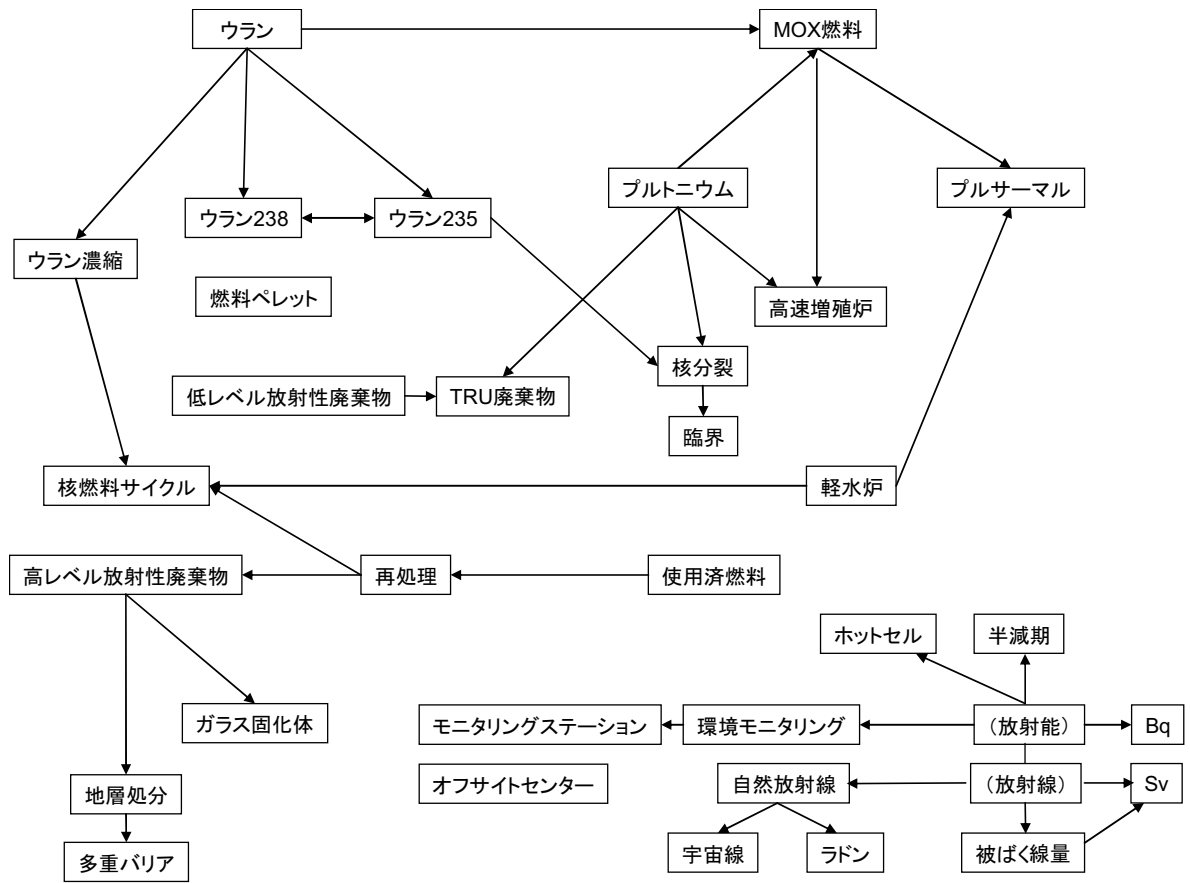 ウラン
MOX燃料
プルトニウム
プルサーマル
ウラン238
ウラン235
ウラン濃縮
燃料ペレット
高速増殖炉
核分裂
低レベル放射性廃棄物
TRU廃棄物
臨界
核燃料サイクル
軽水炉
高レベル放射性廃棄物
再処理
使用済燃料
ホットセル
半減期
ガラス固化体
モニタリングステーション
環境モニタリング
（放射能）
Bq
地層処分
オフサイトセンター
自然放射線
（放射線）
Sv
多重バリア
宇宙線
ラドン
被ばく線量